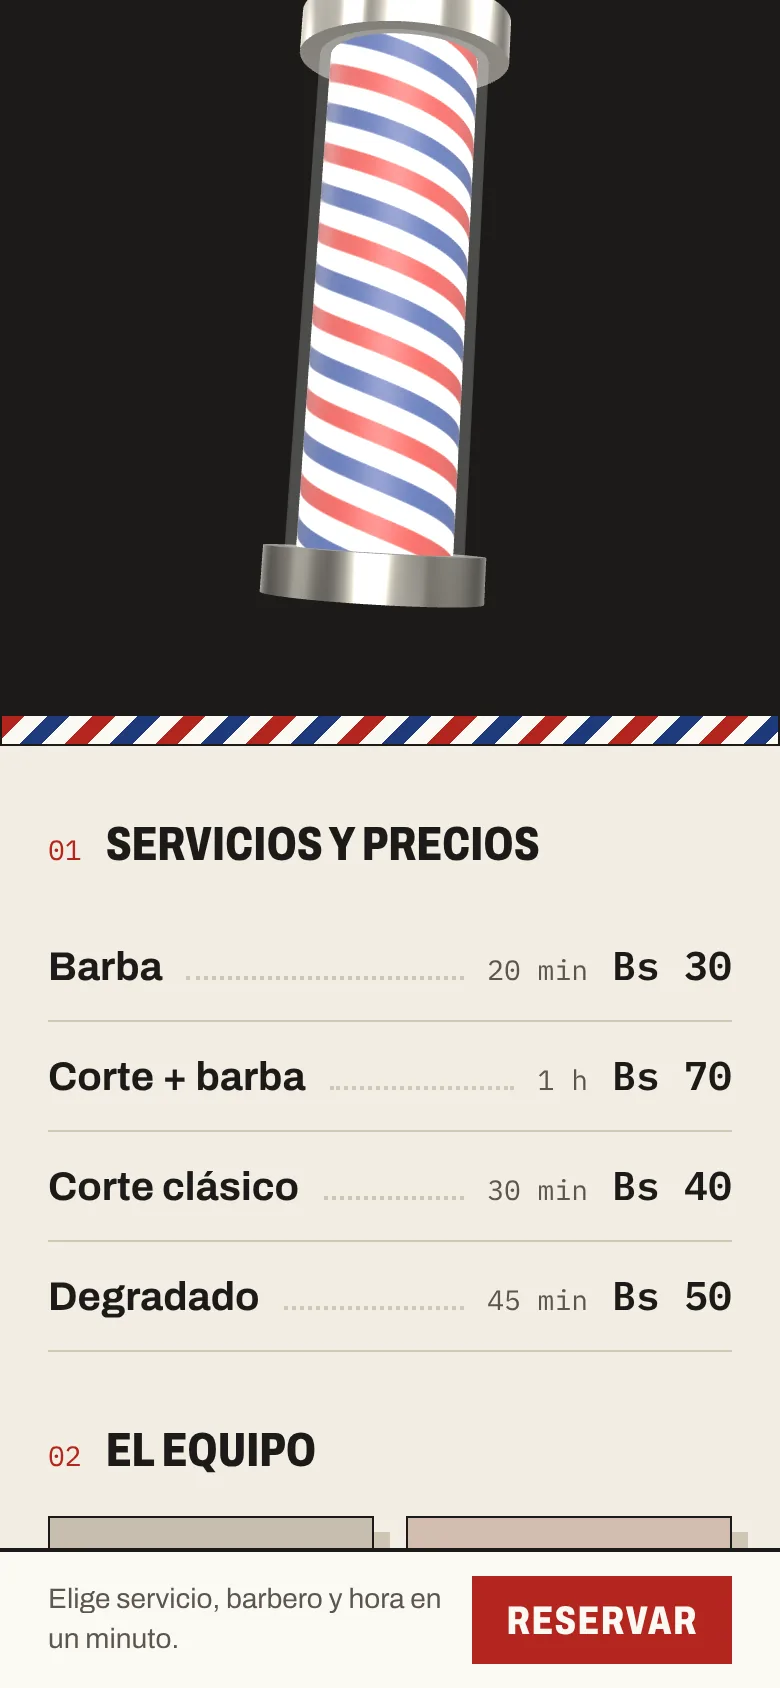 01 SERVICIOS Y PRECIOS
Barba 20 min Bs 30
Corte + barba 1 h Bs 70
Corte clásico 30 min Bs 40
Degradado 45 min Bs 50
02 EL EQUIPO
Elige servicio, barbero y hora en
un minuto.
RESERVAR